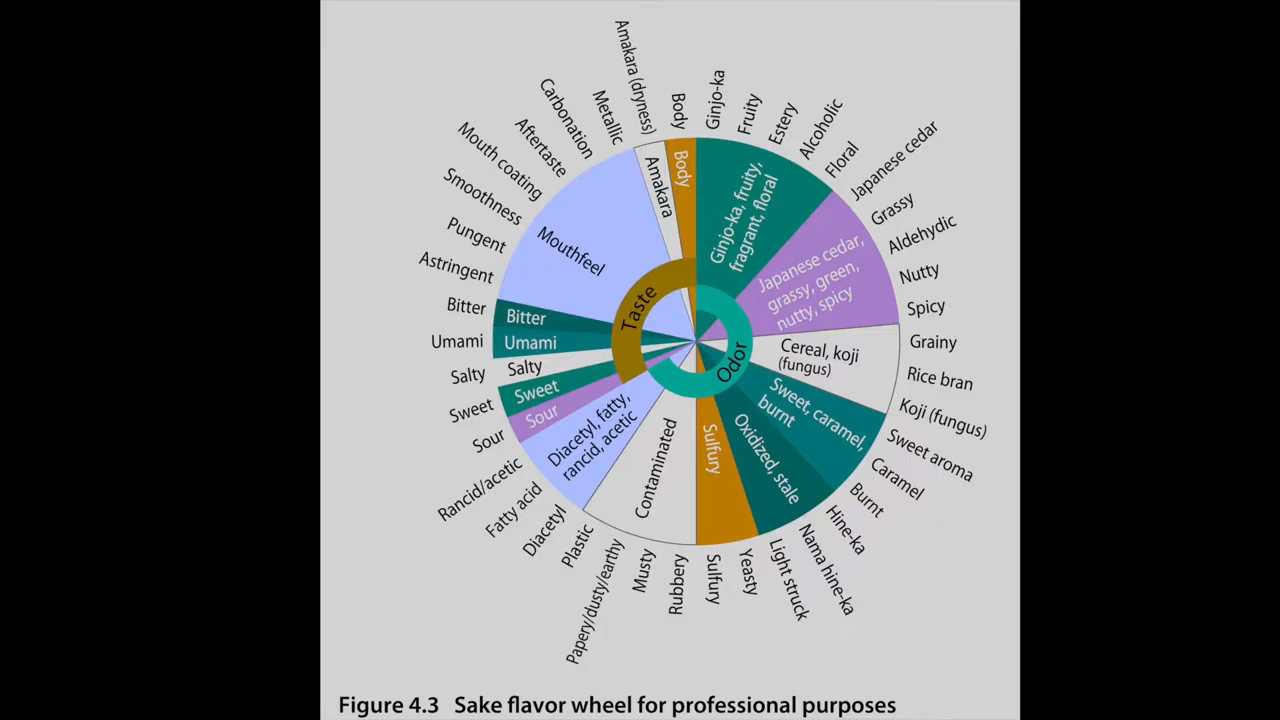 Body
Ginjo-ka
Fruity
Estery
Alcoholic
Floral
Japanese cedar
Grassy
Aldehydic
Nutty
Spicy
Grainy
Rice bran
Koji (fungus)
Sweet aroma
Caramel
Burnt
Hine-ka
Nama hine-ka
Light struck
Yeasty
Sulfury
Rubbery
Musty
Papery/dusty/earthy
Plastic
Diacetyl
Fatty acid
Rancid/acetic
Sour
Sweet
Salty
Umami
Bitter
Astringent
Pungent
Smoothness
Mouth coating
Aftertaste
Carbonation
Metallic
Amakara (dryness)
Body
Ginjo-ka, fruity,
fragrant, floral
Japanese cedar,
grassy, green,
nutty, spicy
Cereal, koji
(fungus)
Sweet, caramel,
burnt
Oxidized, stale
Sulfury
Contaminated
Diacetyl, fatty,
rancid, acetic
Sour
Sweet
Salty
Umami
Bitter
Mouthfeel
Amakara
Taste
Odor
Figure 4.3 Sake flavor wheel for professional purposes